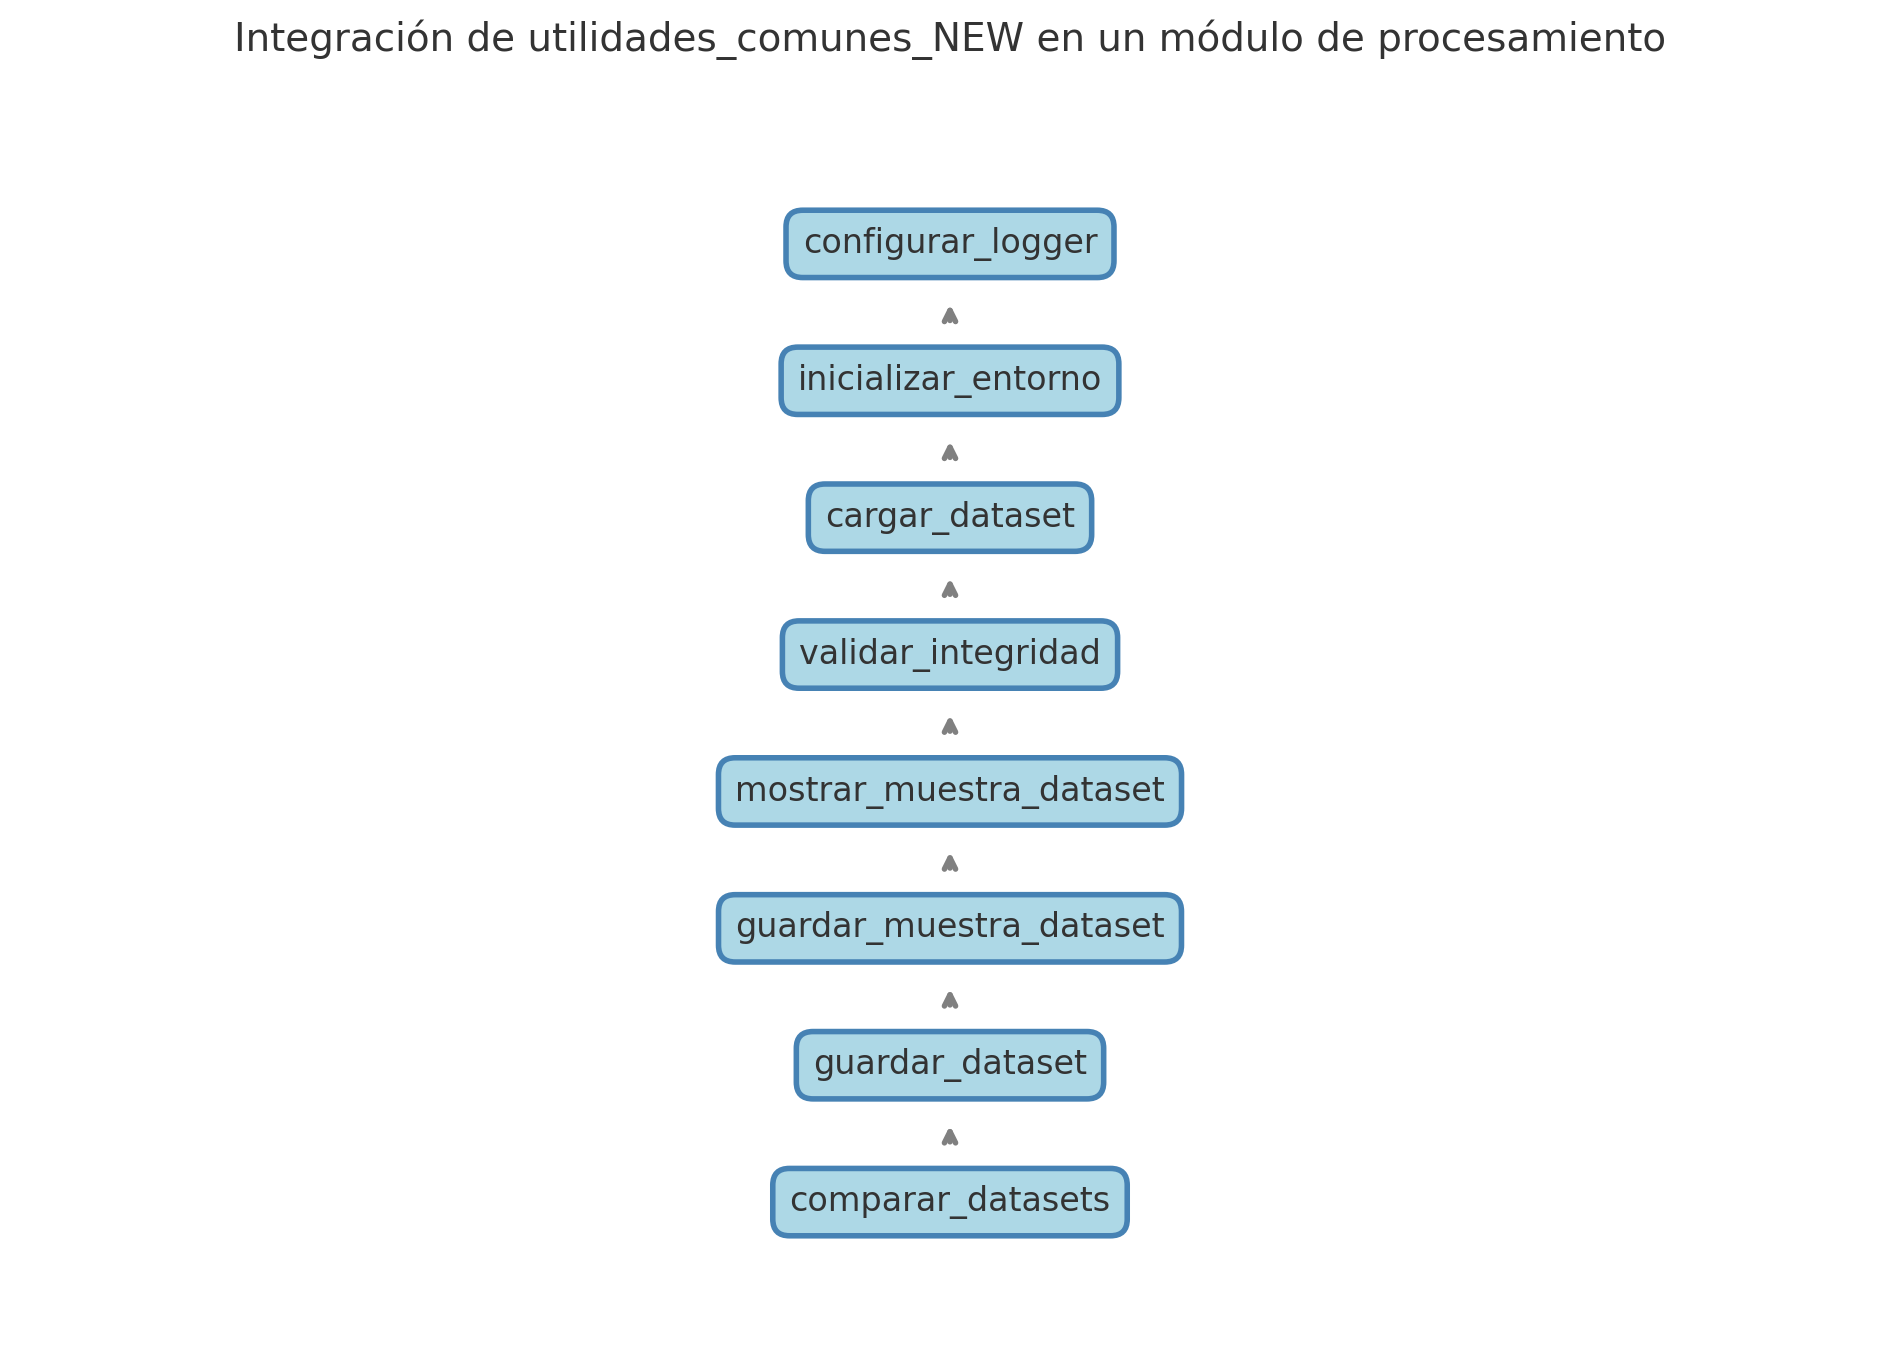 Integración de utilidades_comunes_NEW en un módulo de procesamiento
configurar_logger
inicializar_entorno
cargar_dataset
validar_integridad
mostrar_muestra_dataset
guardar_muestra_dataset
guardar_dataset
comparar_datasets